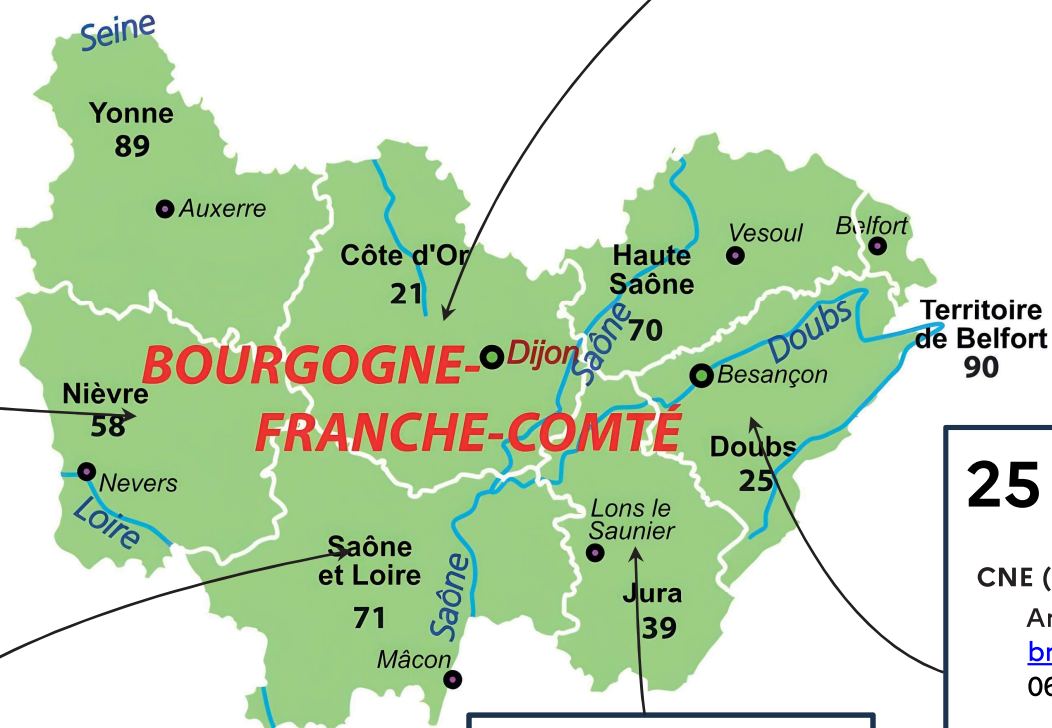 Seine
Yonne
89
Auxerre
Côte d'Or
21
Haute
Saône
70
Saône
Vesoul
Belfort
Territoire
de Belfort
90
Doubs
BOURGOGNE-
FRANCHE-COMTÉ
Dijon
Besançon
Nièvre
58
Nevers
Loire
Doubs
25
Lons le
Saunier
Jura
39
Saône
et Loire
71
Saône
Mâcon
25
CNE (